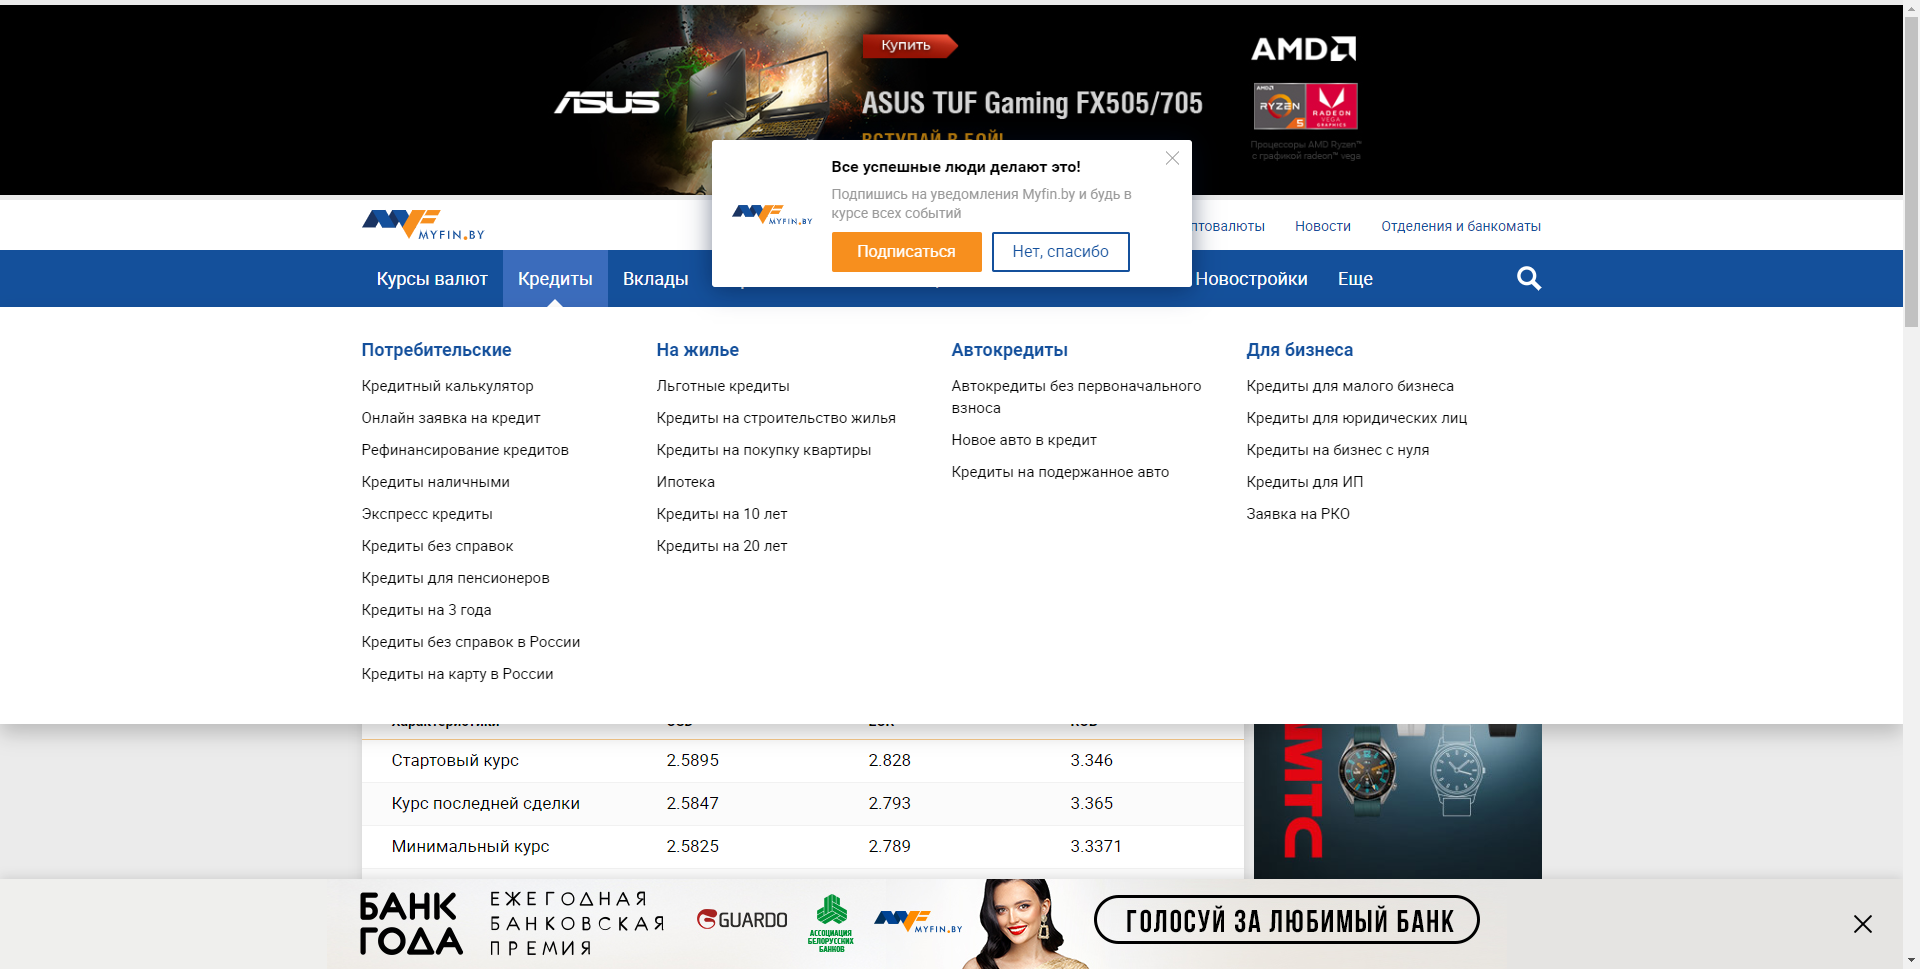 Купить
ASUS
ASUS TUF Gaming FX505/705
ВСТУПАЙ В БОЙ!
AMD
AMD
RYZEN
5
RADEON
VEGA
GRAPHICS
Процессоры AMD Ryzen™
с графикой radeon™ vega
Все успешные люди делают это!
Подпишись на уведомления Myfin.by и будь в
курсе всех событий
MYFIN.BY
Подписаться
Нет, спасибо
MYFIN.BY
птовалюты
Новости
Отделения и банкоматы
Курсы валют
Кредиты
Вклады
Новостройки
Еще
Потребительские
Кредитный калькулятор
Онлайн заявка на кредит
Рефинансирование кредитов
Кредиты наличными
Экспресс кредиты
Кредиты без справок
Кредиты для пенсионеров
Кредиты на 3 года
Кредиты без справок в России
Кредиты на карту в России
На жилье
Льготные кредиты
Кредиты на строительство жилья
Кредиты на покупку квартиры
Ипотека
Кредиты на 10 лет
Кредиты на 20 лет
Автокредиты
Автокредиты без первоначального
взноса
Новое авто в кредит
Кредиты на подержанное авто
Для бизнеса
Кредиты для малого бизнеса
Кредиты для юридических лиц
Кредиты на бизнес с нуля
Кредиты для ИП
Заявка на РКО
Стартовый курс 2.5895 2.828 3.346
Курс последней сделки 2.5847 2.793 3.365
Минимальный курс 2.5825 2.789 3.3371
МТС
БАНК
ГОДА
ЕЖЕГОДНАЯ
БАНКОВСКАЯ
ПРЕМИЯ
GUARDO
АССОЦИАЦИЯ
БЕЛОРУССКИХ
БАНКОВ
MYFIN.BY
ГОЛОСУЙ ЗА ЛЮБИМЫЙ БАНК